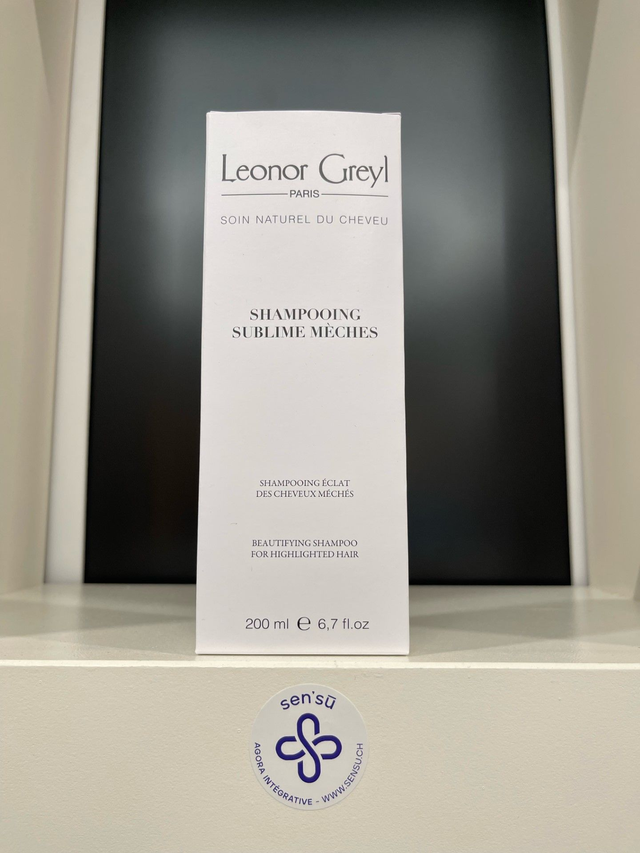 Leonor Greyl
PARIS
SOIN NATUREL DU CHEVEU
SHAMPOOING
SUBLIME MÈCHES
SHAMPOOING ÉCLAT
DES CHEVEUX MÉCHÉS
BEAUTIFYING SHAMPOO
FOR HIGHLIGHTED HAIR
200 ml e 6,7 fl.oz
sen'sū
AGORA INTÉGRATIVE - WWW.SENSU.CH